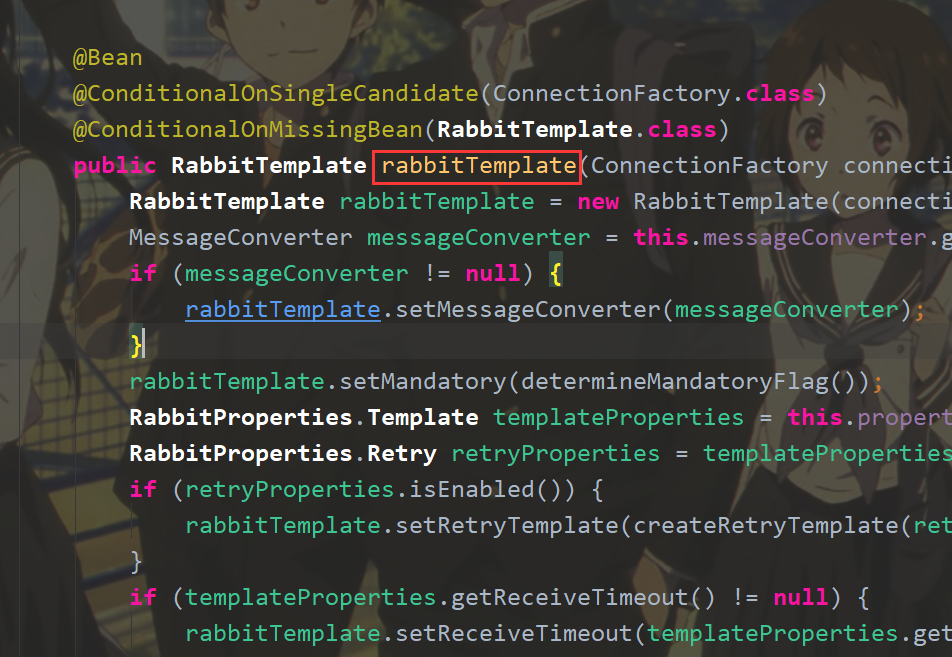 @Bean
@ConditionalOnSingleCandidate(ConnectionFactory.class)
@ConditionalOnMissingBean(RabbitTemplate.class)
public RabbitTemplate rabbitTemplate(ConnectionFactory connecti
RabbitTemplate rabbitTemplate = new RabbitTemplate(connecti
MessageConverter messageConverter = this.messageConverter.g
if (messageConverter != null) {
rabbitTemplate.setMessageConverter(messageConverter);
}
rabbitTemplate.setMandatory(determineMandatoryFlag());
RabbitProperties.Template templateProperties = this.propert
RabbitProperties.Retry retryProperties = templateProperties
if (retryProperties.isEnabled()) {
rabbitTemplate.setRetryTemplate(createRetryTemplate(ret
}
if (templateProperties.getReceiveTimeout() != null) {
rabbitTemplate.setReceiveTimeout(templateProperties.get